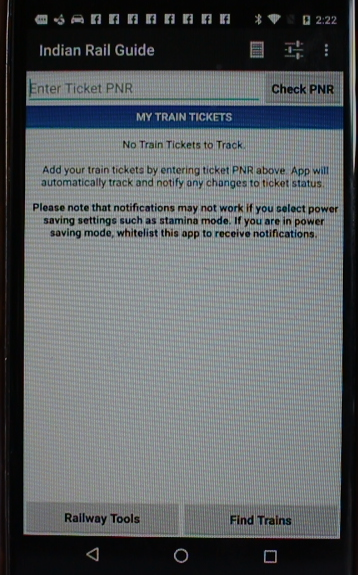 2:22
Indian Rail Guide
Enter Ticket PNR
Check PNR
MY TRAIN TICKETS
No Train Tickets to Track.
Add your train tickets by entering ticket PNR above. App will
automatically track and notify any changes to ticket status.
Please note that notifications may not work if you select power
saving settings such as stamina mode. If you are in power
saving mode, whitelist this app to receive notifications.
Railway Tools
Find Trains